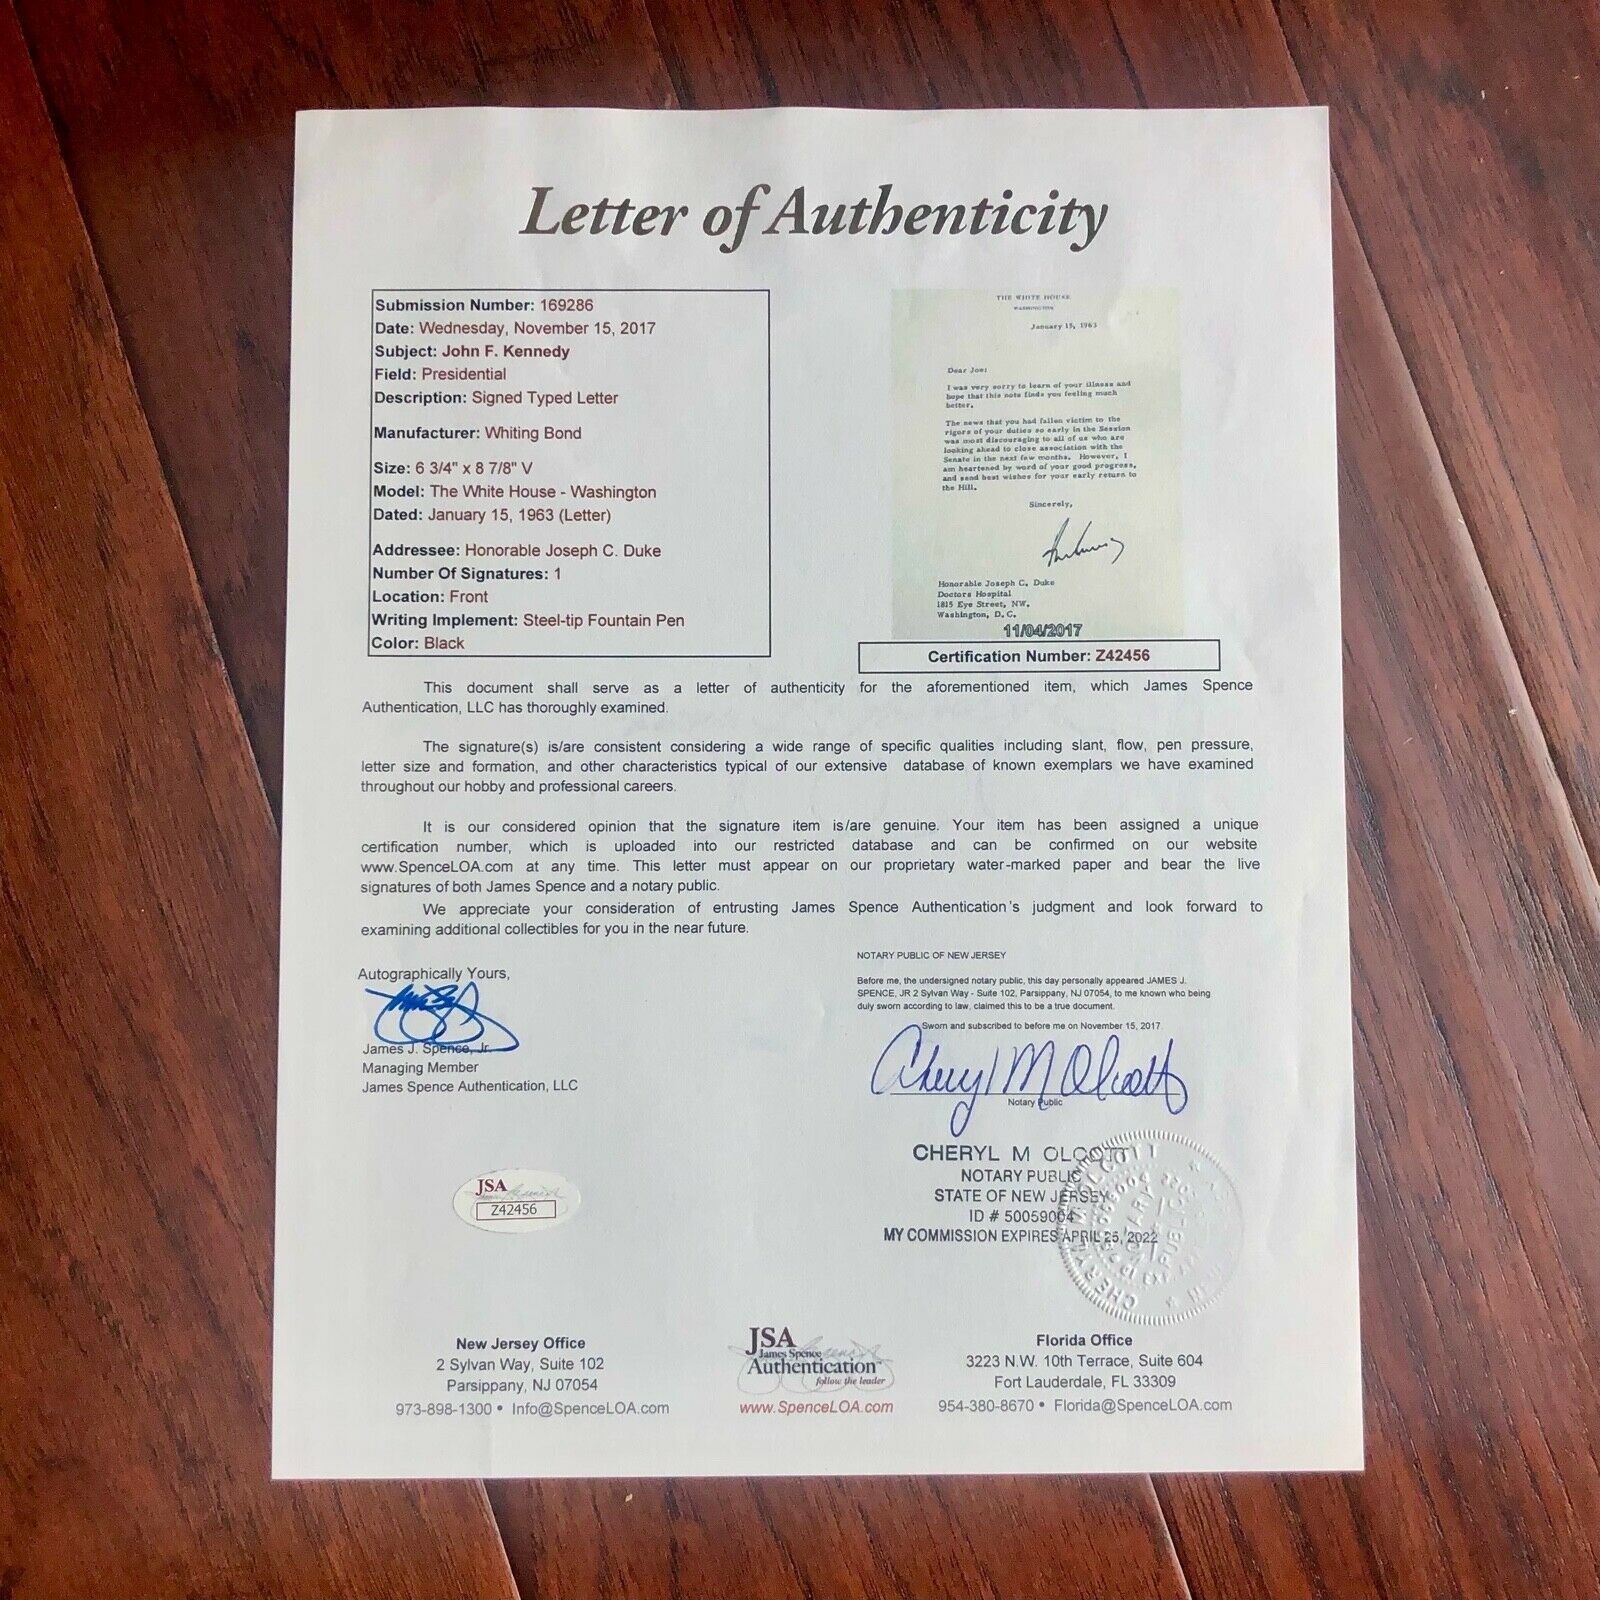 Letter of Authenticity
Submission Number: 169286
Date: Wednesday, November 15, 2017
Subject: John F. Kennedy
Field: Presidential
Description: Signed Typed Letter
Manufacturer: Whiting Bond
Size: 6 3/4" x 8 7/8" V
Model: The White House - Washington
Dated: January 15, 1963 (Letter)
Addressee: Honorable Joseph C. Duke
Number Of Signatures: 1
Location: Front
Writing Implement: Steel-tip Fountain Pen
Color: Black
THE WHITE HOUSE
WASHINGTON
January 15, 1963
Dear Joe:
I was very sorry to learn of your illness and
hope that this note finds you feeling much
better.
The news that you had fallen victim to the
rigors of your duties so early in the Session
was most discouraging to all of us who are
looking ahead to close association with the
Senate in the next few months. However, I
am heartened by word of your good progress,
and send best wishes for your early return to
the Hill.
Sincerely,
Honorable Joseph C. Duke
Doctors Hospital
1815 Eye Street, NW.
Washington, D.C.
11/04/2017
Certification Number: Z42456
This document shall serve as a letter of authenticity for the aforementioned item, which James Spence
Authentication, LLC has thoroughly examined.
The signature(s) is/are consistent considering a wide range of specific qualities including slant, flow, pen pressure,
letter size and formation, and other characteristics typical of our extensive database of known exemplars we have examined
throughout our hobby and professional careers.
It is our considered opinion that the signature item is/are genuine. Your item has been assigned a unique
certification number, which is uploaded into our restricted database and can be confirmed on our website
www.SpenceLOA.com at any time. This letter must appear on our proprietary water-marked paper and bear the live
signatures of both James Spence and a notary public.
We appreciate your consideration of entrusting James Spence Authentication's judgment and look forward to
examining additional collectibles for you in the near future.
Autographically Yours,
James J. Spence, Jr.
Managing Member
James Spence Authentication, LLC
NOTARY PUBLIC OF NEW JERSEY
Before me, the undersigned notary public, this day personally appeared JAMES J.
SPENCE, JR 2 Sylvan Way - Suite 102, Parsippany, NJ 07054, to me known who being
duly sworn according to law, claimed this to be a true document.
Sworn and subscribed to before me on November 15, 2017.
Cheryl M Olcott
Notary Public
CHERYL M OLCOTT
NOTARY PUBLIC
STATE OF NEW JERSEY
ID # 50059004
MY COMMISSION EXPIRES APRIL 25, 2022
JSA
Z42456
New Jersey Office
2 Sylvan Way, Suite 102
Parsippany, NJ 07054
973-898-1300 • Info@SpenceLOA.com
JSA
James Spence
Authentication
follow the leader
www.SpenceLOA.com
Florida Office
3223 N.W. 10th Terrace, Suite 604
Fort Lauderdale, FL 33309
954-380-8670 • Florida@SpenceLOA.com